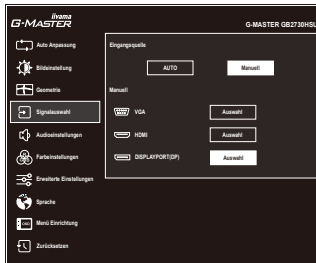 iiyama
G-MASTER
G-MASTER GB2730HSU
Auto Anpassung
Bildeinstellung
Geometrie
Signalauswahl
Audioeinstellungen
Farbeinstellungen
Erweiterte Einstellungen
Sprache
OSD
Menü Einrichtung
Zurücksetzen
Eingangsquelle
AUTO
Manuell
Manuell
VGA
Auswahl
HDMI
Auswahl
DISPLAYPORT(DP)
Auswahl